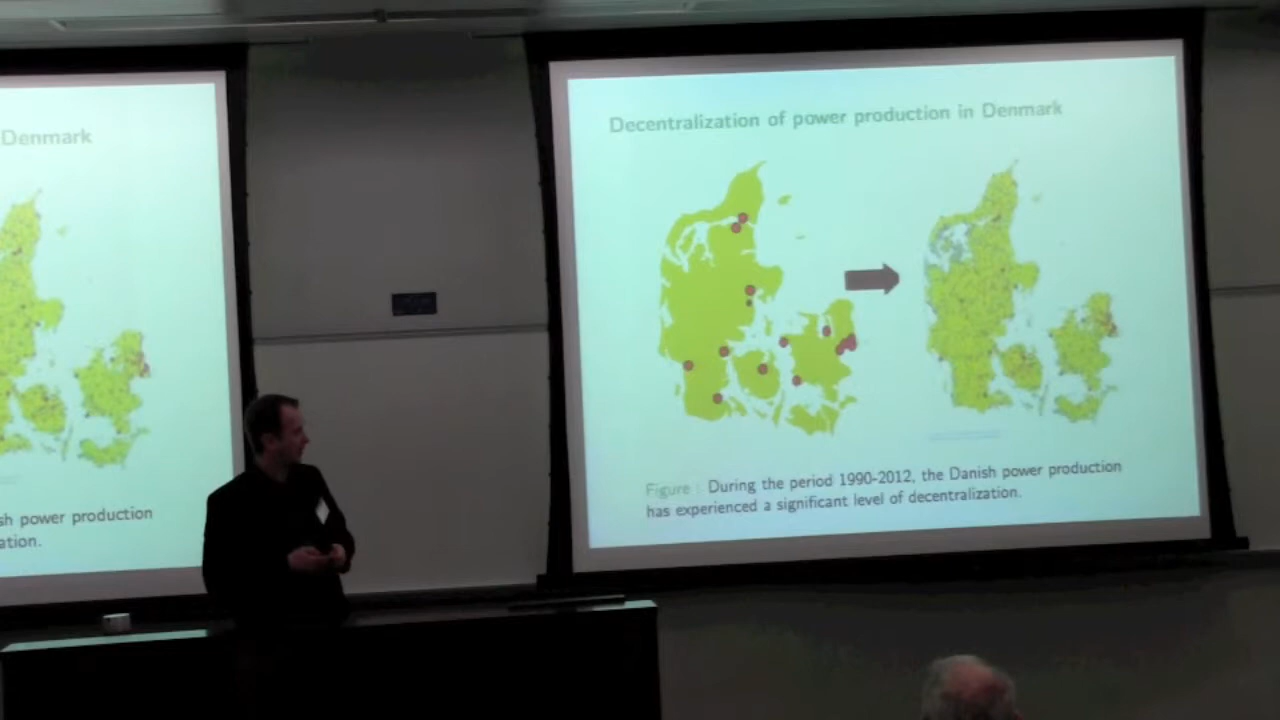 Denmark
sh power production
ation.
Decentralization of power production in Denmark
Figure : During the period 1990-2012, the Danish power production
has experienced a significant level of decentralization.